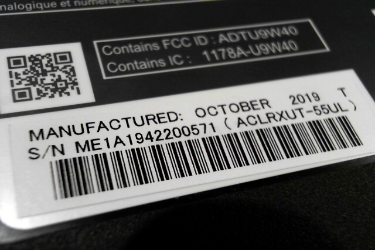 nalogique et numérique,
Contains FCC ID : ADTU9W40
Contains IC : 1178A-U9W40
MANUFACTURED: OCTOBER 2019 T
S/N ME1A1942200571 ( ACLRXUT-55UL)